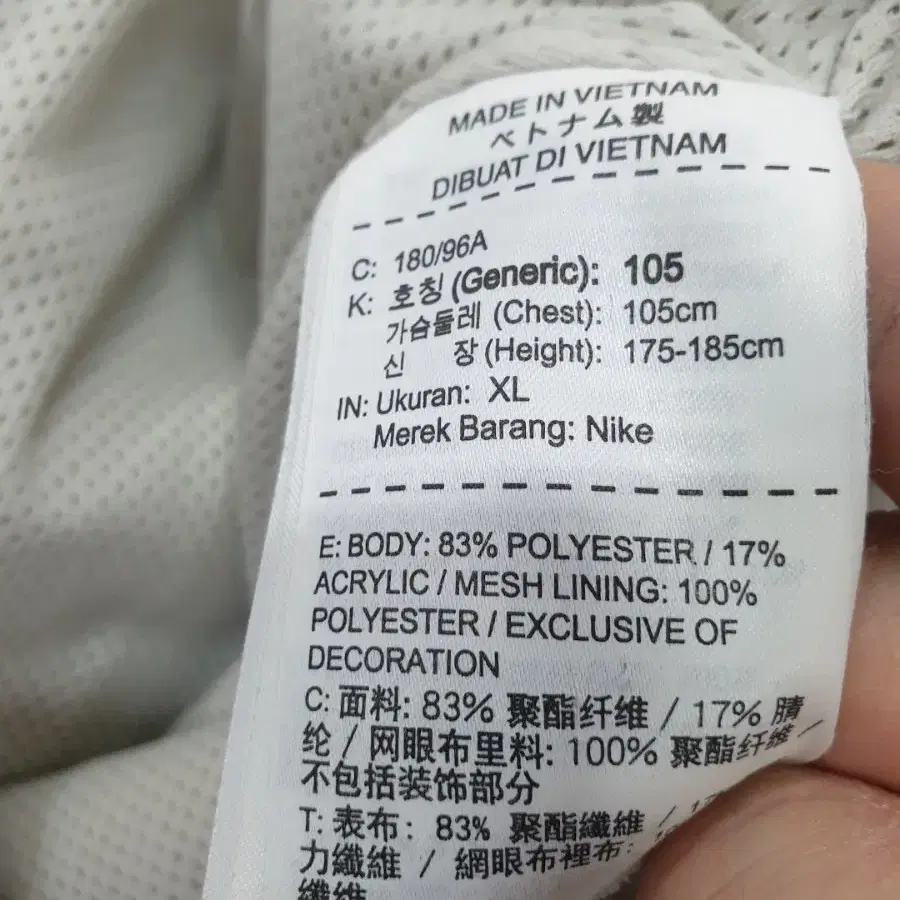 MADE IN VIETNAM
ベトナム製
DIBUAT DI VIETNAM
C: 180/96A
K: 호칭 (Generic): 105
가슴둘레 (Chest): 105cm
신 장 (Height): 175-185cm
IN: Ukuran: XL
Merek Barang: Nike
E: BODY: 83% POLYESTER / 17%
ACRYLIC / MESH LINING: 100%
POLYESTER / EXCLUSIVE OF
DECORATION
C: 面料: 83% 聚酯纤维 / 17% 腈
纶 / 网眼布里料: 100% 聚酯纤维 /
不包括装饰部分
T: 表布: 83% 聚酯纖維 /
力纖維 / 網眼布裡布:
纖維